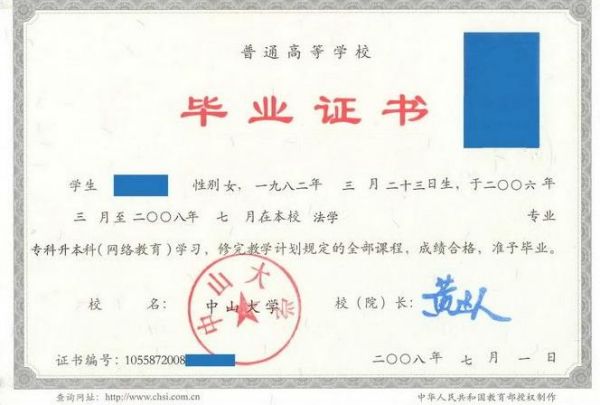 普通高等学校
毕业证书
学生 性别 女，一九八二年 三 月 二十三日生，于二〇〇六年
三 月至二〇〇八年 七 月在本校 法学 专业
专科升本科（网络教育）学习，修完教学计划规定的全部课程，成绩合格，准予毕业。
校 名： 中山大学 校（院）长：
中山大学
证书编号：1055872008 二〇〇八年 七 月 一 日
查询网址：http://www.chsi.com.cn 中华人民共和国教育部授权制作